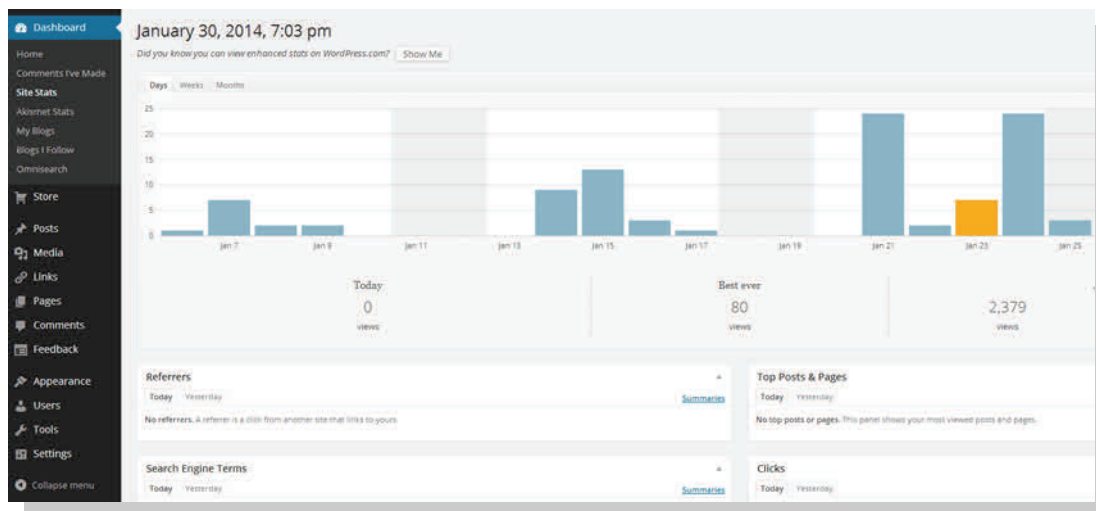 Dashboard
Home
Comments I've Made
Site Stats
Akismet Stats
My Blogs
Blogs I Follow
Omnisearch
Store
Posts
Media
Links
Pages
Comments
Feedback
Appearance
Users
Tools
Settings
Collapse menu
January 30, 2014, 7:03 pm
Did you know you can view enhanced stats on WordPress.com? Show Me
Days Weeks Months
25
20
15
10
5
0
Jan 7 Jan 9 Jan 11 Jan 13 Jan 15 Jan 17 Jan 19 Jan 21 Jan 23 Jan 25
Today Best ever
0 80 2,379
views views views
Referrers
Today Yesterday Summaries
No referrers. A referrer is a click from another site that links to yours.
Top Posts & Pages
Today Yesterday
No top posts or pages. This panel shows your most viewed posts and pages.
Search Engine Terms
Today Yesterday Summaries
Clicks
Today Yesterday